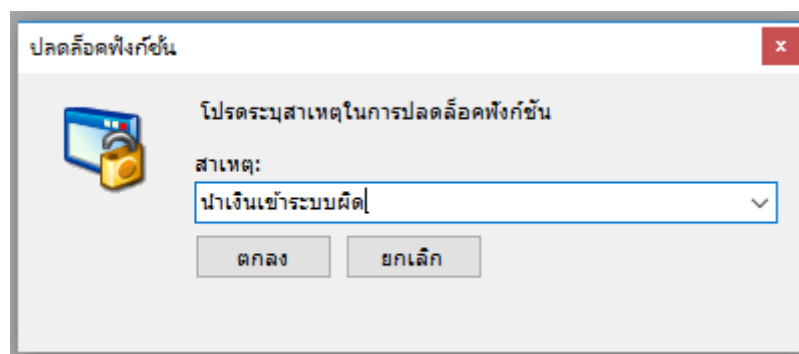 ปลดล็อคฟังก์ชั่น
โปรดระบุสาเหตุในการปลดล็อคฟังก์ชัน
สาเหตุ:
นำเงินเข้าระบบผิด
ตกลง
ยกเลิก